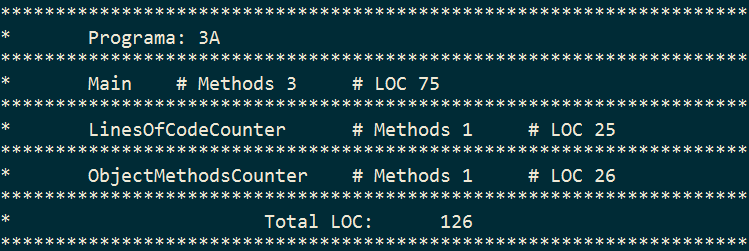 ********************************************************************
* Programa: 3A
********************************************************************
* Main # Methods 3 # LOC 75
********************************************************************
* LinesOfCodeCounter # Methods 1 # LOC 25
********************************************************************
* ObjectMethodsCounter # Methods 1 # LOC 26
********************************************************************
* Total LOC: 126
********************************************************************